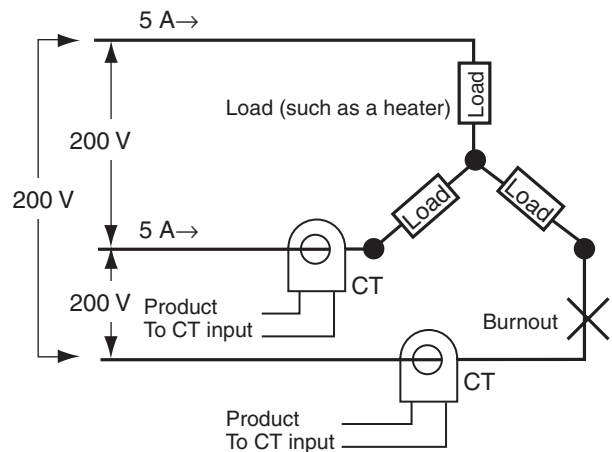 5 A→
Load (such as a heater)
Load
200 V
200 V
Load
Load
5 A→
CT
200 V
Product
To CT input
Burnout
CT
Product
To CT input